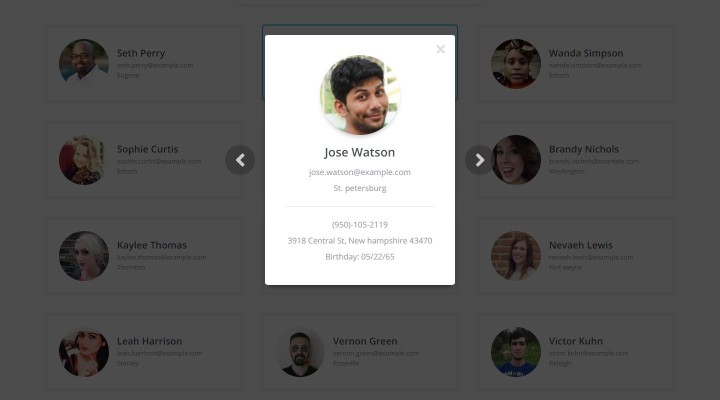 Seth Perry
seth.perry@example.com
Eugene
Wanda Simpson
wanda.simpson@example.com
Edison
Jose Watson
jose.watson@example.com
St. petersburg
(950)-105-2119
3918 Central St, New hampshire 43470
Birthday: 05/22/65
Sophie Curtis
sophie.curtis@example.com
Edison
Brandy Nichols
brandy.nichols@example.com
Washington
Kaylee Thomas
kaylee.thomas@example.com
Thornton
Nevaeh Lewis
nevaeh.lewis@example.com
Fort wayne
Leah Harrison
leah.harrison@example.com
Stanley
Vernon Green
vernon.green@example.com
Roseville
Victor Kuhn
victor.kuhn@example.com
Raleigh